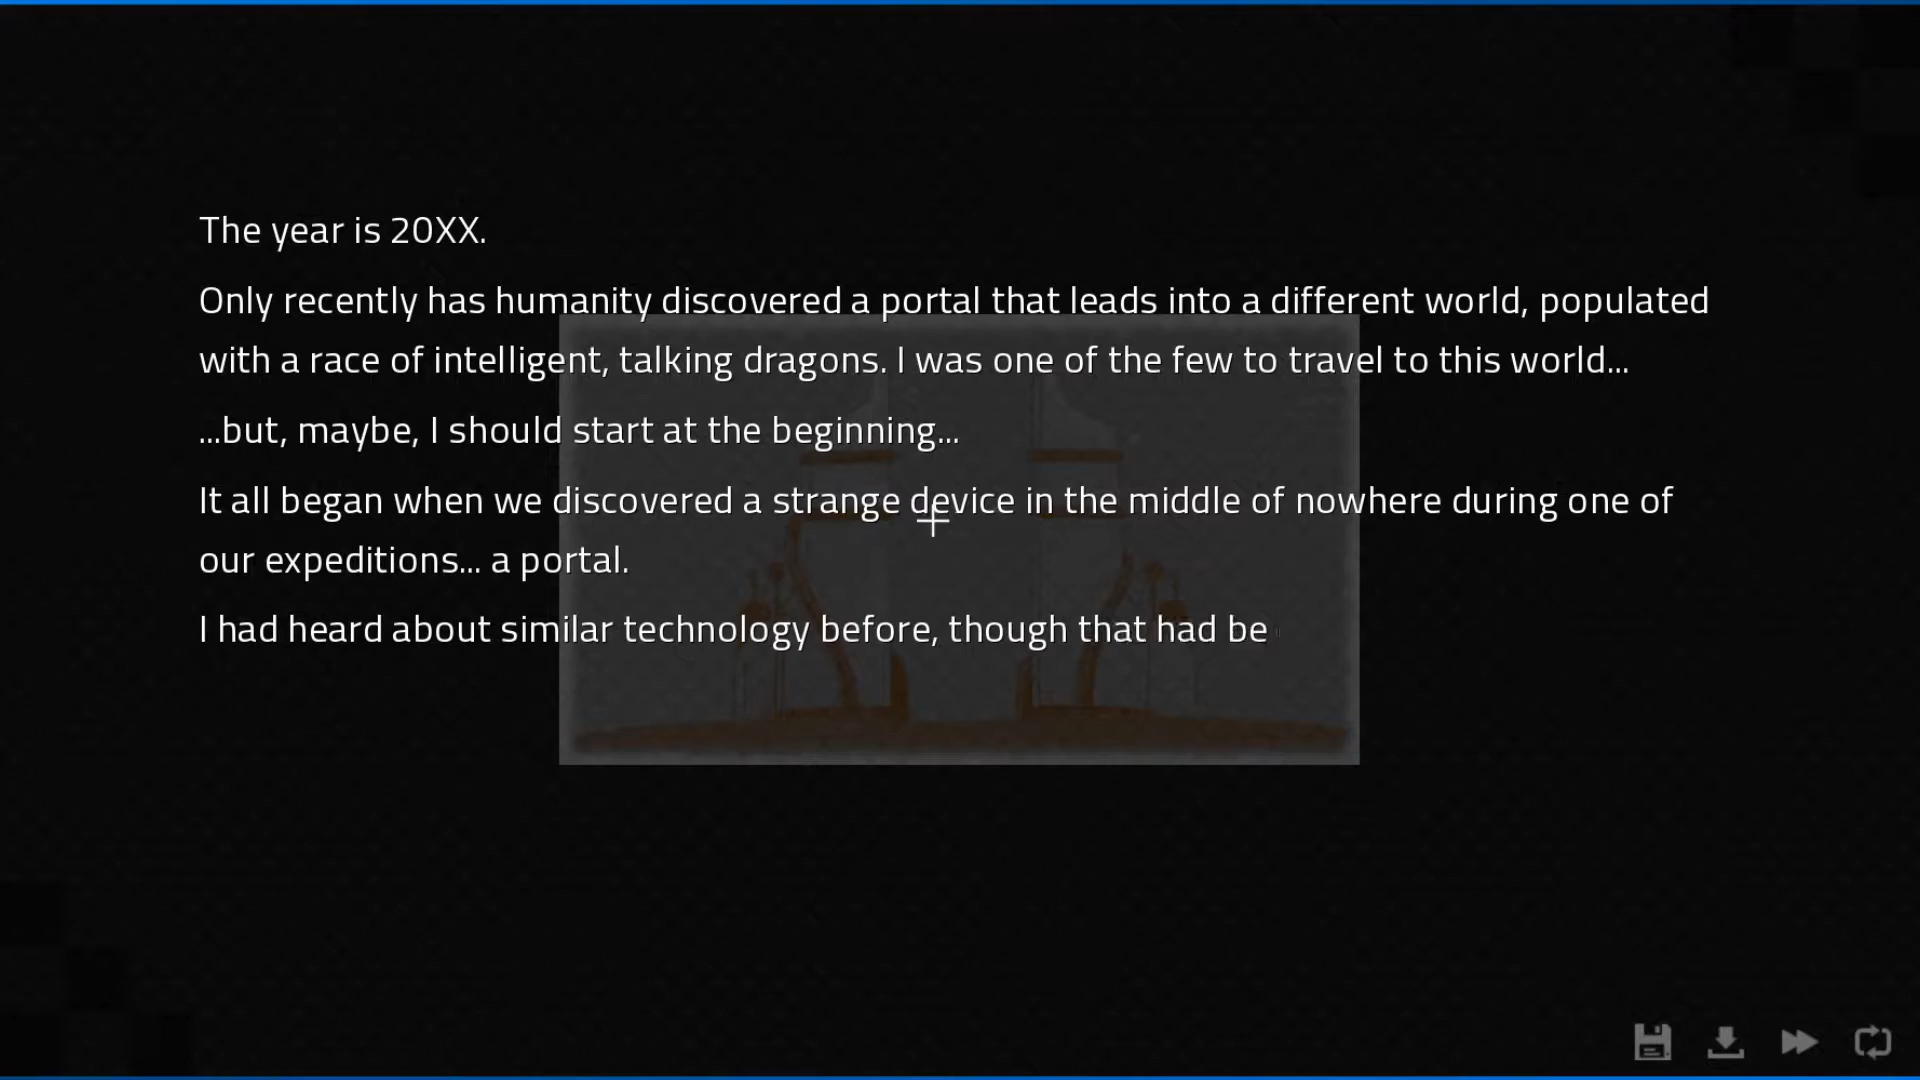 The year is 20XX.
Only recently has humanity discovered a portal that leads into a different world, populated
with a race of intelligent, talking dragons. I was one of the few to travel to this world...
...but, maybe, I should start at the beginning...
It all began when we discovered a strange device in the middle of nowhere during one of
our expeditions... a portal.
I had heard about similar technology before, though that had be